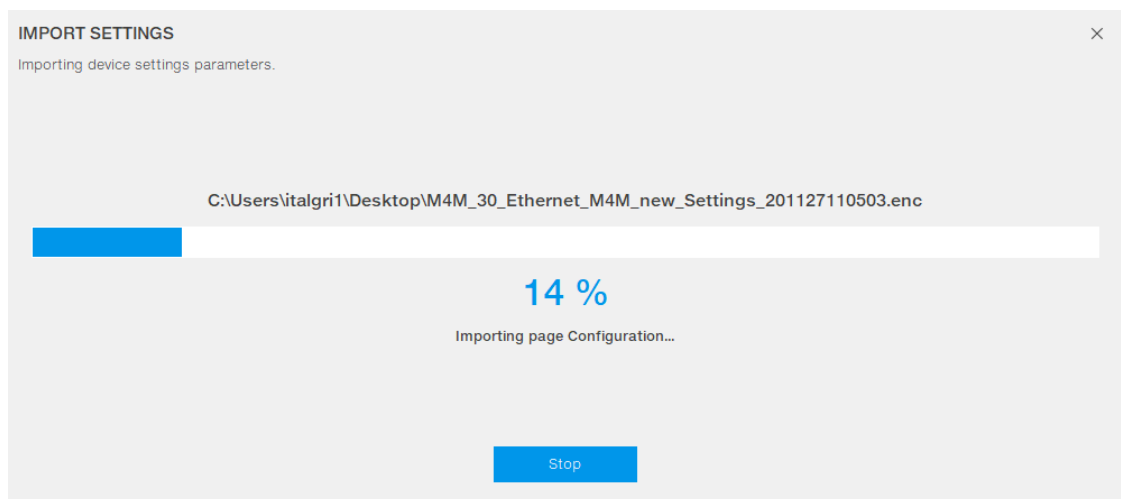 IMPORT SETTINGS
Importing device settings parameters.
C:\Users\italgri1\Desktop\M4M_30_Ethernet_M4M_new_Settings_201127110503.enc
14 %
Importing page Configuration...
Stop